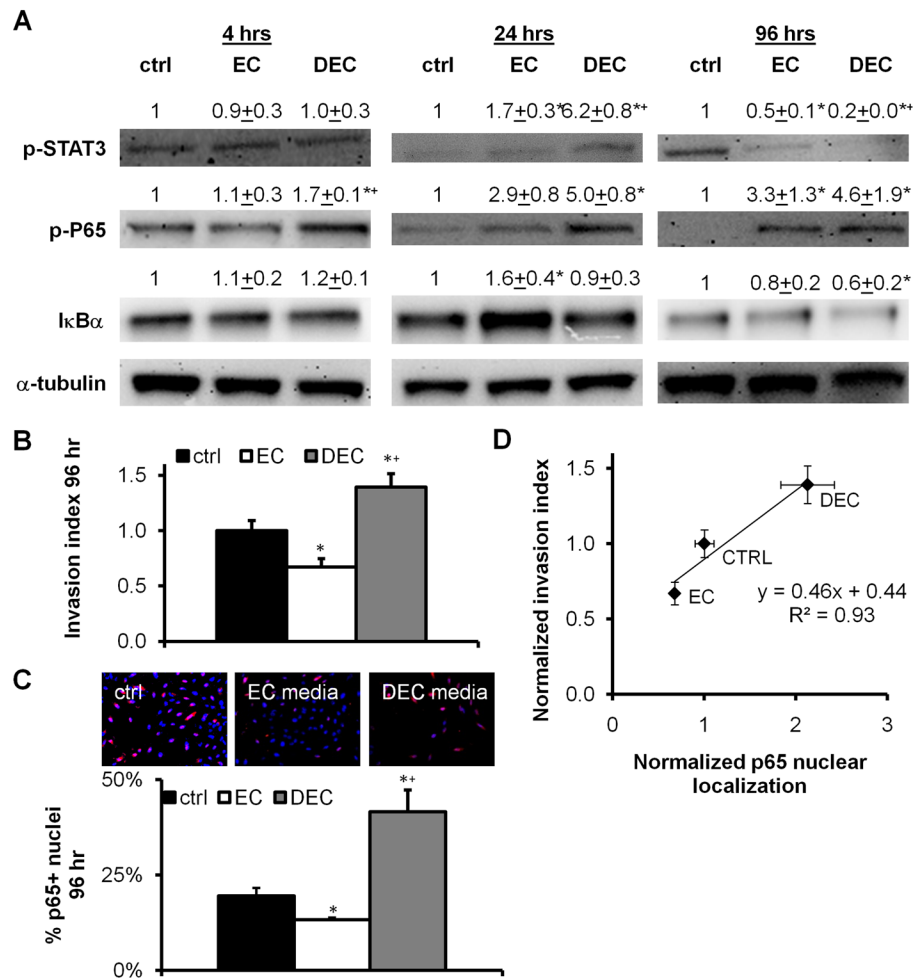 A
4 hrs 24 hrs 96 hrs
ctrl EC DEC ctrl EC DEC ctrl EC DEC
1 0.9±0.3 1.0±0.3 1 1.7±0.3* 6.2±0.8*⁺ 1 0.5±0.1* 0.2±0.0*⁺
p-STAT3
1 1.1±0.3 1.7±0.1*⁺ 1 2.9±0.8 5.0±0.8* 1 3.3±1.3* 4.6±1.9*
p-P65
1 1.1±0.2 1.2±0.1 1 1.6±0.4* 0.9±0.3 1 0.8±0.2 0.6±0.2*
IκBα
α-tubulin
B
Invasion index 96 hr
ctrl EC DEC
1.5
1.0
0.5
0.0
*
*⁺
C
ctrl EC media DEC media
% p65+ nuclei
96 hr
50%
25%
0%
ctrl EC DEC
*
*⁺
D
Normalized invasion index
1.5
1.0
0.5
0.0
DEC
CTRL
EC
y = 0.46x + 0.44
R² = 0.93
0 1 2 3
Normalized p65 nuclear
localization